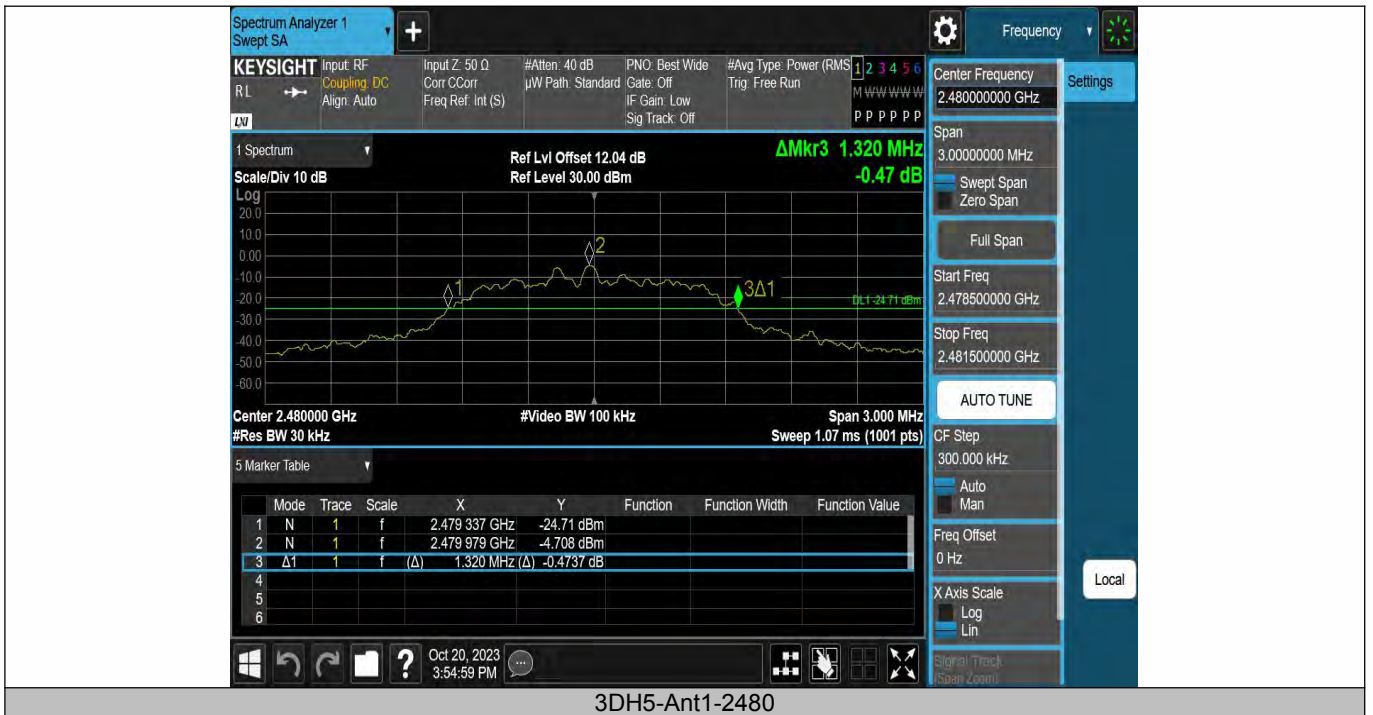 Spectrum Analyzer 1
Swept SA
+
Frequency
KEYSIGHT
RL
LXI
Input: RF
Coupling: DC
Align: Auto
Input Z: 50 Ω
Corr CCorr
Freq Ref: Int (S)
#Atten: 40 dB
µW Path: Standard
PNO: Best Wide
Gate: Off
IF Gain: Low
Sig Track: Off
#Avg Type: Power (RMS
Trig: Free Run
1 2 3 4 5 6
M W W W W W
P P P P P P
1 Spectrum
Scale/Div 10 dB
Ref Lvl Offset 12.04 dB
Ref Level 30.00 dBm
ΔMkr3 1.320 MHz
-0.47 dB
Log
20.0
10.0
0.00
-10.0
-20.0
-30.0
-40.0
-50.0
-60.0
1
2
3Δ1
DL1 -24.71 dBm
Center 2.480000 GHz
#Res BW 30 kHz
#Video BW 100 kHz
Span 3.000 MHz
Sweep 1.07 ms (1001 pts)
5 Marker Table
Mode Trace Scale X Y Function Function Width Function Value
1 N 1 f 2.479 337 GHz -24.71 dBm
2 N 1 f 2.479 979 GHz -4.708 dBm
3 Δ1 1 f (Δ) 1.320 MHz (Δ) -0.4737 dB
4
5
6
Oct 20, 2023
3:54:59 PM
Center Frequency
2.480000000 GHz
Settings
Span
3.00000000 MHz
Swept Span
Zero Span
Full Span
Start Freq
2.478500000 GHz
Stop Freq
2.481500000 GHz
AUTO TUNE
CF Step
300.000 kHz
Auto
Man
Freq Offset
0 Hz
X Axis Scale
Log
Lin
Signal Track
(Span Zoom)
Local
3DH5-Ant1-2480